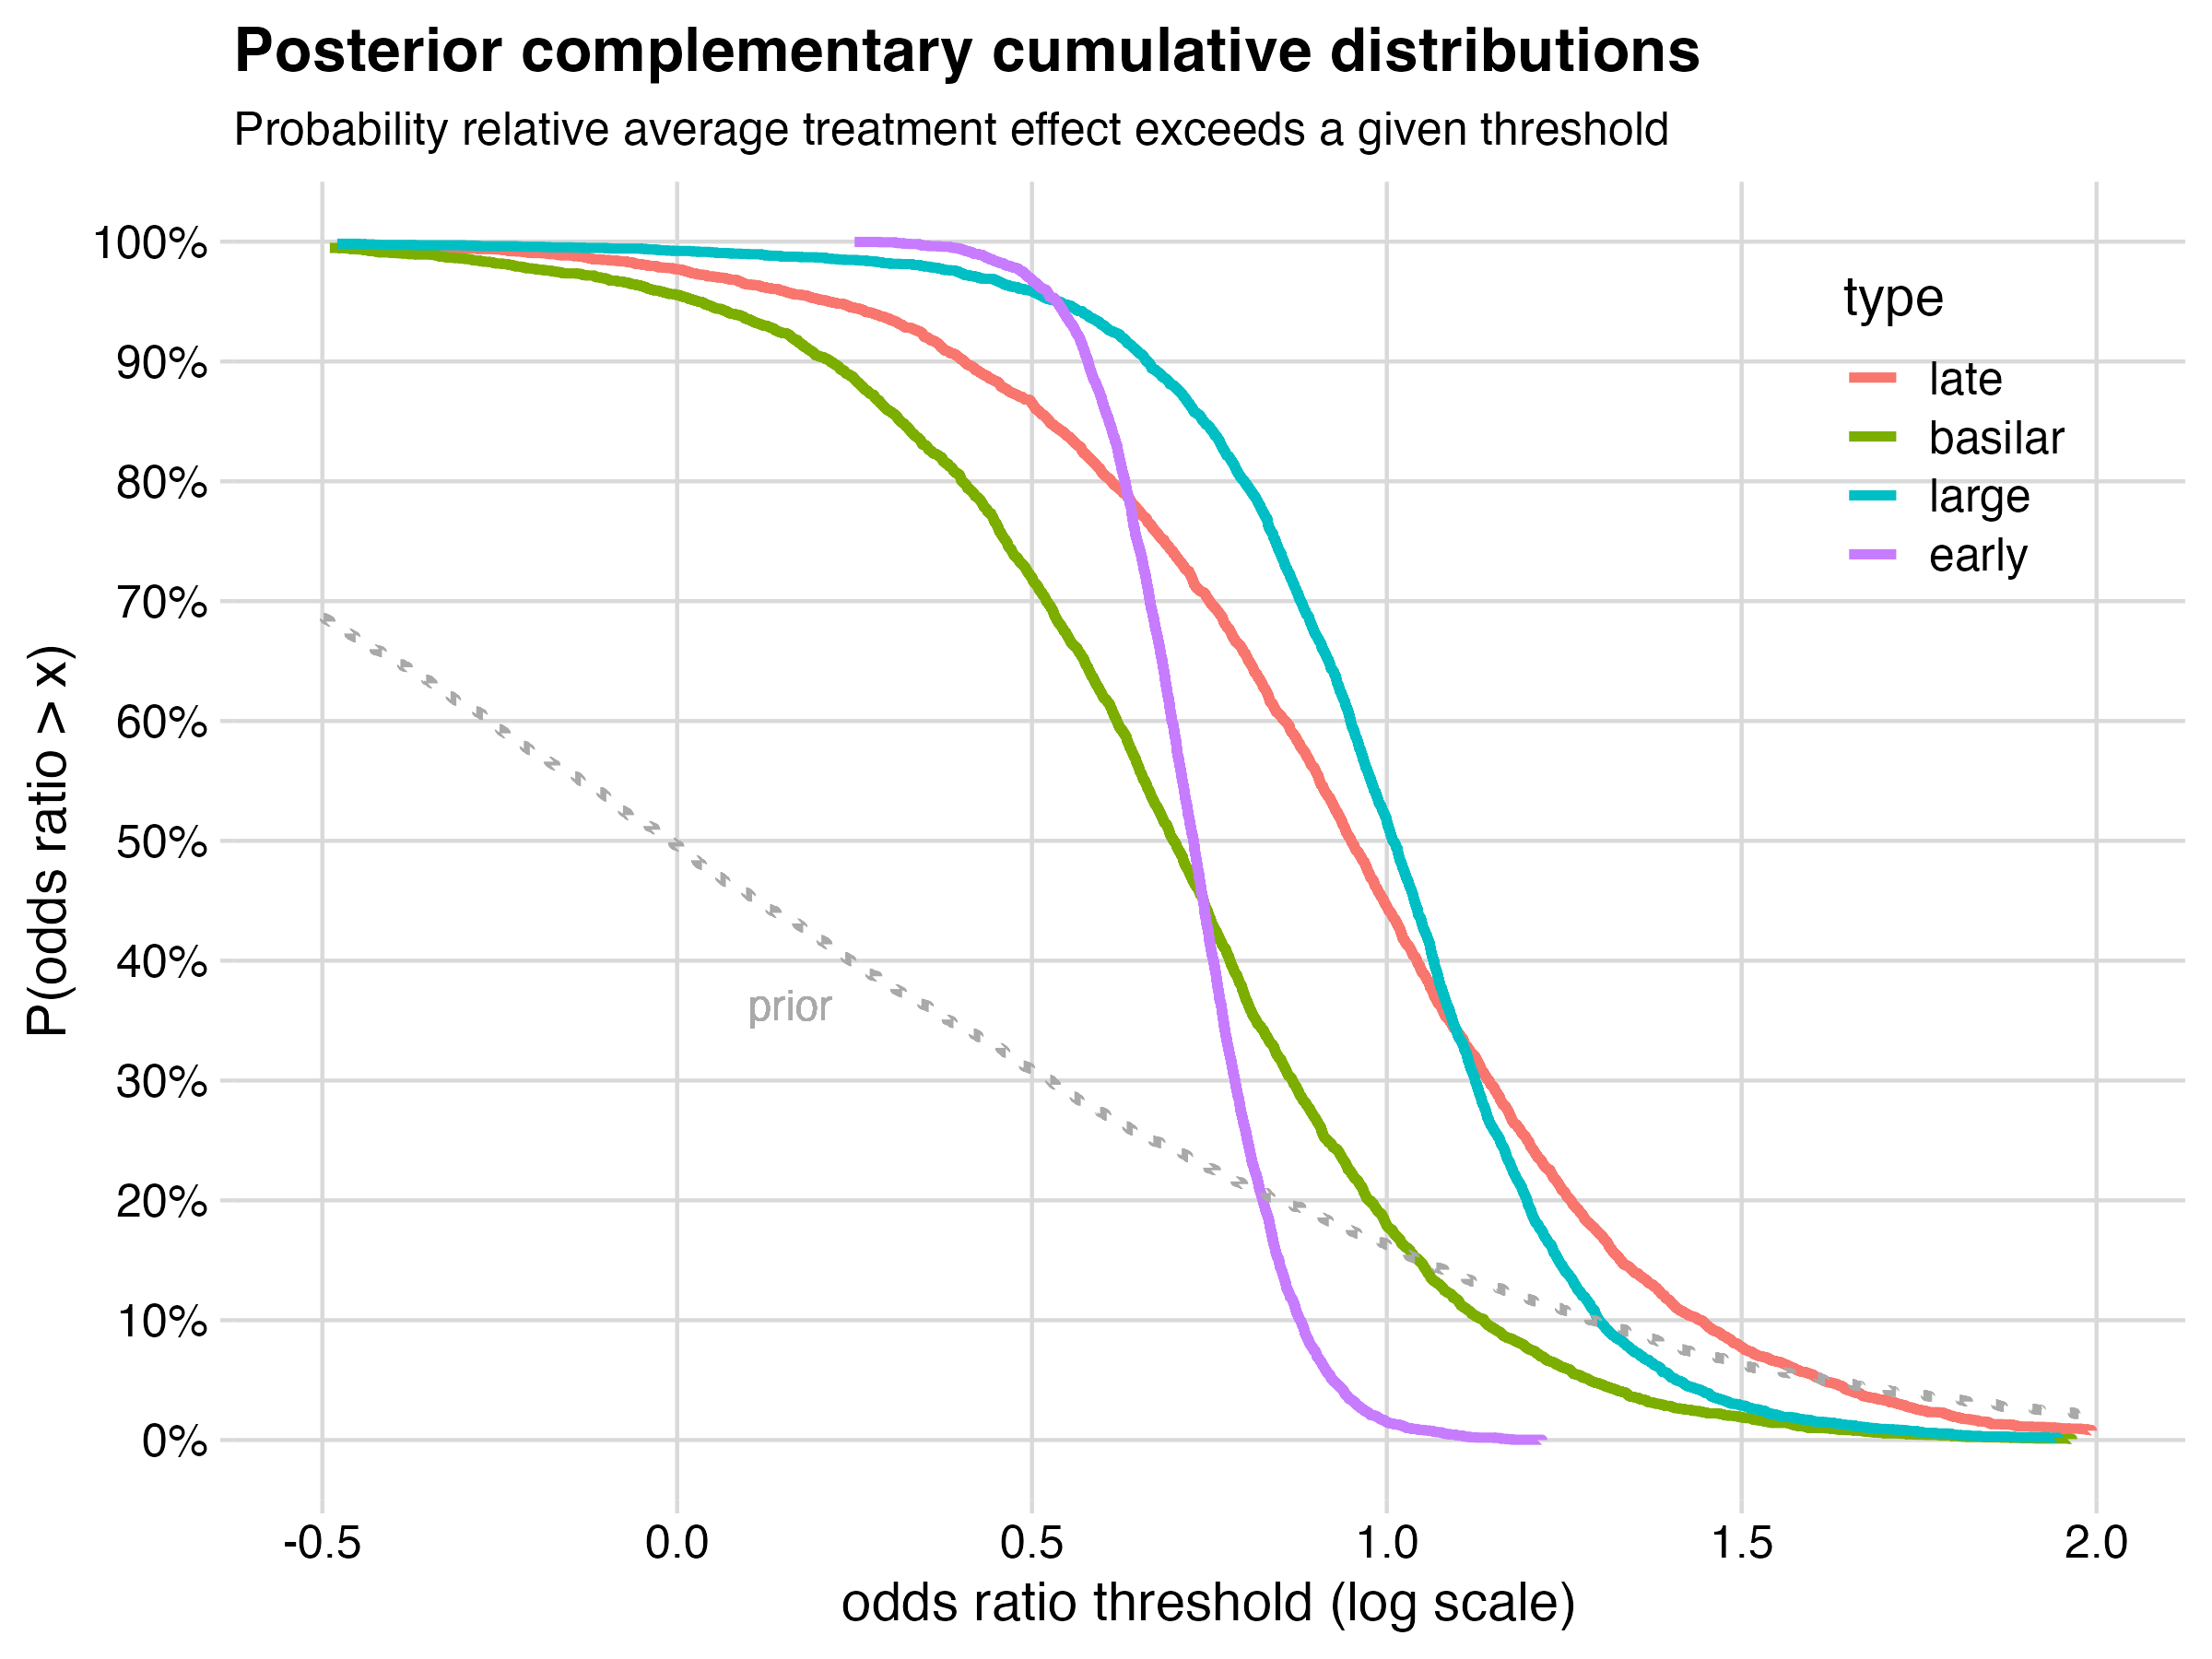 Posterior complementary cumulative distributions
Probability relative average treatment effect exceeds a given threshold
P(odds ratio > x)
100%
90%
80%
70%
60%
50%
40%
30%
20%
10%
0%
type
late
basilar
large
early
prior
-0.5 0.0 0.5 1.0 1.5 2.0
odds ratio threshold (log scale)